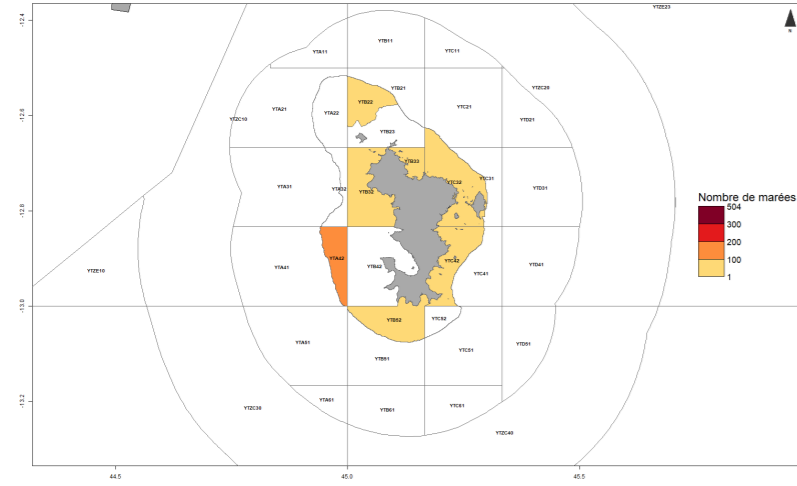 YTZE23
-12.4
N
YTB11
YTA11
YTC11
YTB21
YTZC20
YTB22
YTA21
YTA22
YTC21
-12.6
YTZC10
YTD21
YTB23
YTB33
YTC32
YTC31
YTA31
YTA32
YTB32
YTD31
Nombre de marées
504
300
200
100
1
-12.8
YTA42
YTC42
YTA41
YTB42
YTC41
YTD41
YTZE10
-13.0
YTB52
YTC52
YTA51
YTD51
YTC51
YTB51
YTA61
YTZC30
YTB61
YTC61
-13.2
YTZC40
44.5
45.0
45.5